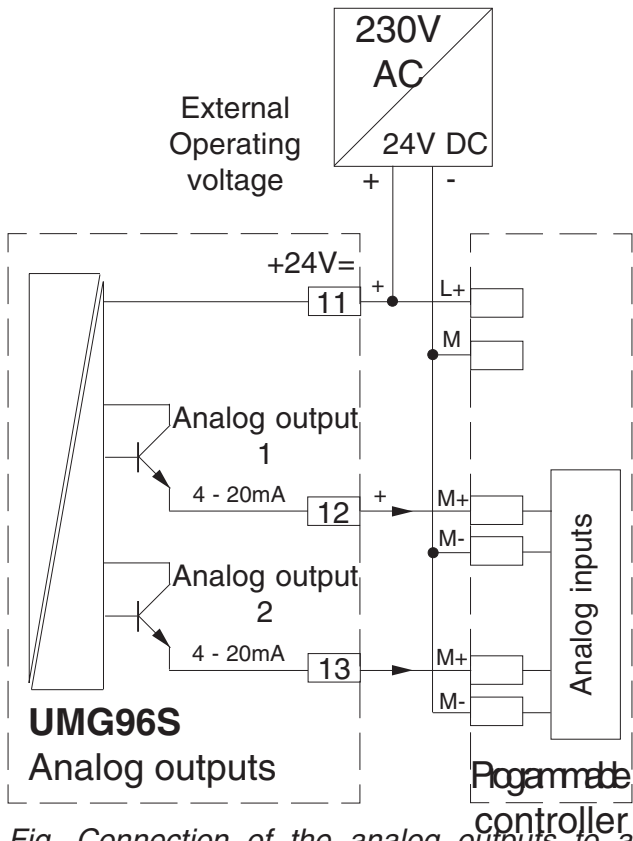 230V
AC
24V DC
External
Operating
voltage
+ -
+24V=
11 + L+
M
Analog output
1
4 - 20mA 12 + M+
M-
Analog output
2
4 - 20mA 13 M+
M-
Analog inputs
UMG96S
Analog outputs
Programmable
controller
Fig. Connection of the analog outputs to a